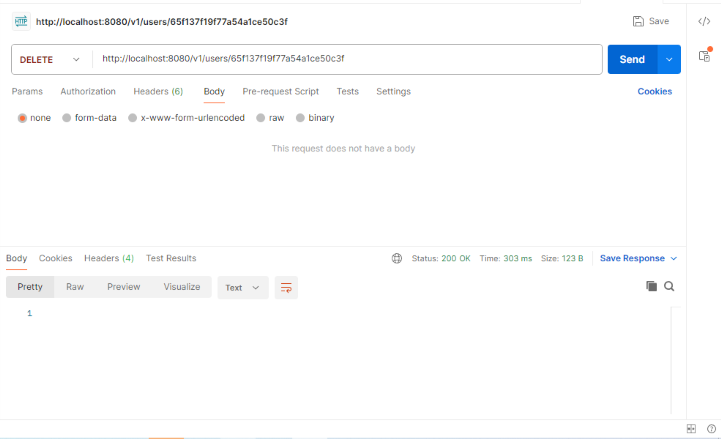 HTTP http://localhost:8080/v1/users/65f137f19f77a54a1ce50c3f Save
DELETE http://localhost:8080/v1/users/65f137f19f77a54a1ce50c3f Send
Params Authorization Headers (6) Body Pre-request Script Tests Settings Cookies
none form-data x-www-form-urlencoded raw binary
This request does not have a body
Body Cookies Headers (4) Test Results Status: 200 OK Time: 303 ms Size: 123 B Save Response
Pretty Raw Preview Visualize Text
1